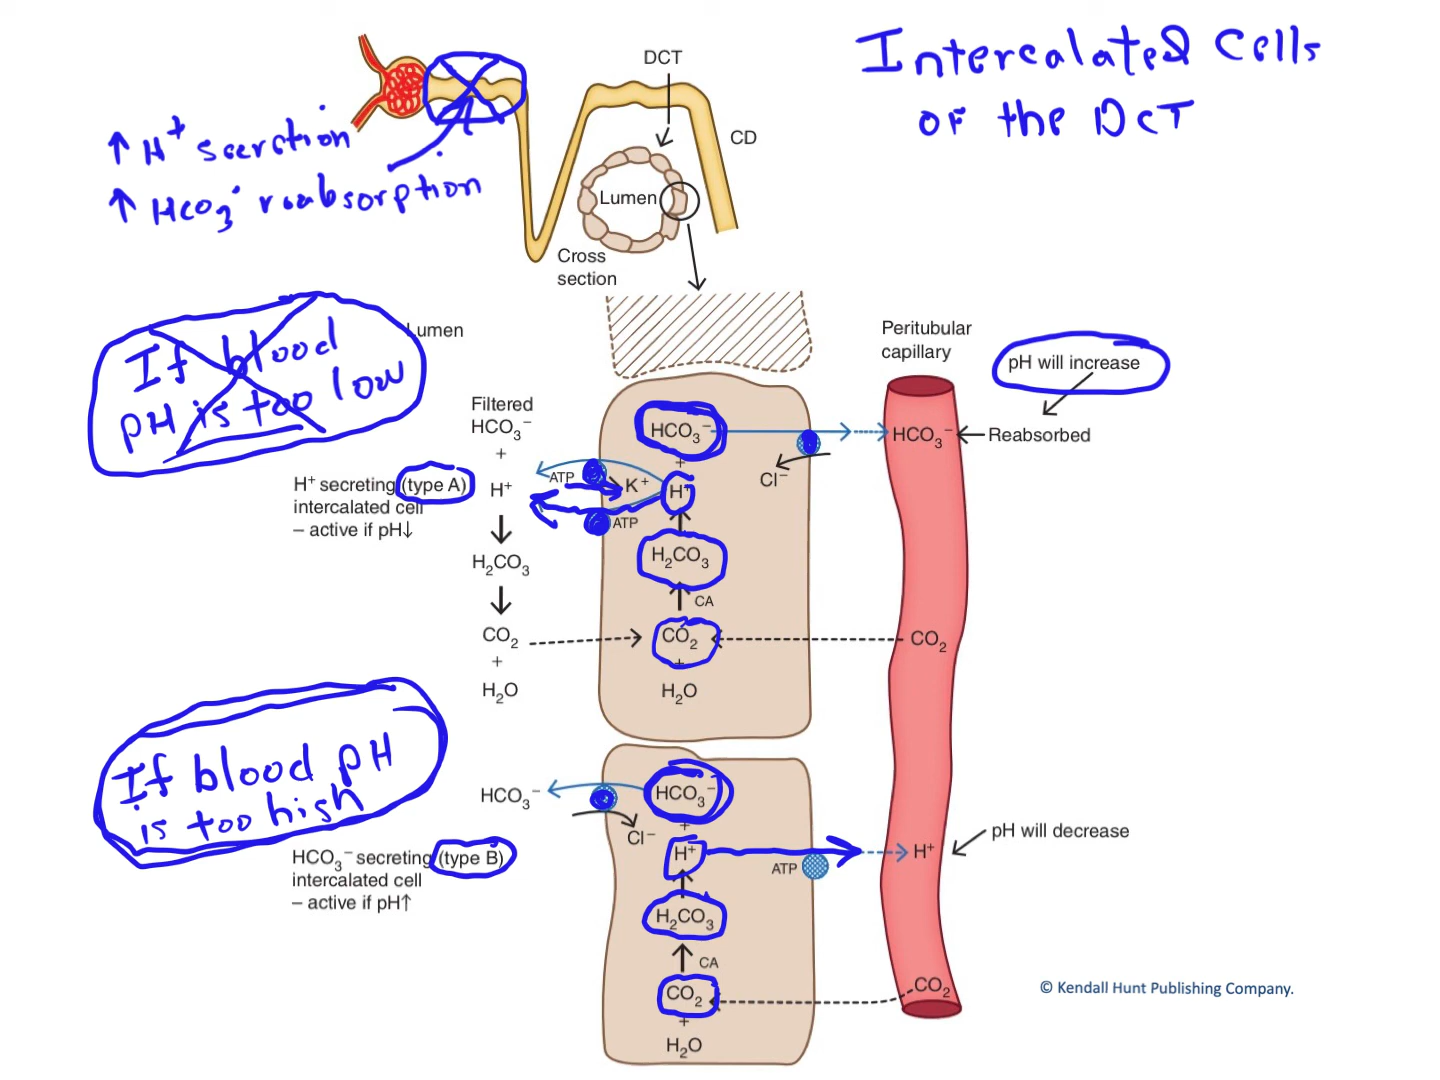 Intercalated Cells
of the DCT
DCT
CD
↑ H⁺ secretion
↑ HCO₃⁻ reabsorption
Lumen
Cross
section
If blood
pH is too low
Lumen
Peritubular
capillary
pH will increase
Filtered
HCO₃⁻
+
H⁺
H₂CO₃
CO₂
+
H₂O
H⁺ secreting (type A)
intercalated cell
– active if pH↓
HCO₃⁻
+
H⁺
ATP
K⁺
ATP
H₂CO₃
CA
CO₂
+
H₂O
Cl⁻
HCO₃⁻
Reabsorbed
CO₂
If blood pH
is too high
HCO₃⁻ secreting (type B)
intercalated cell
– active if pH↑
HCO₃⁻
HCO₃⁻
+
Cl⁻
H⁺
ATP
H⁺
pH will decrease
H₂CO₃
CA
CO₂
+
H₂O
CO₂
© Kendall Hunt Publishing Company.